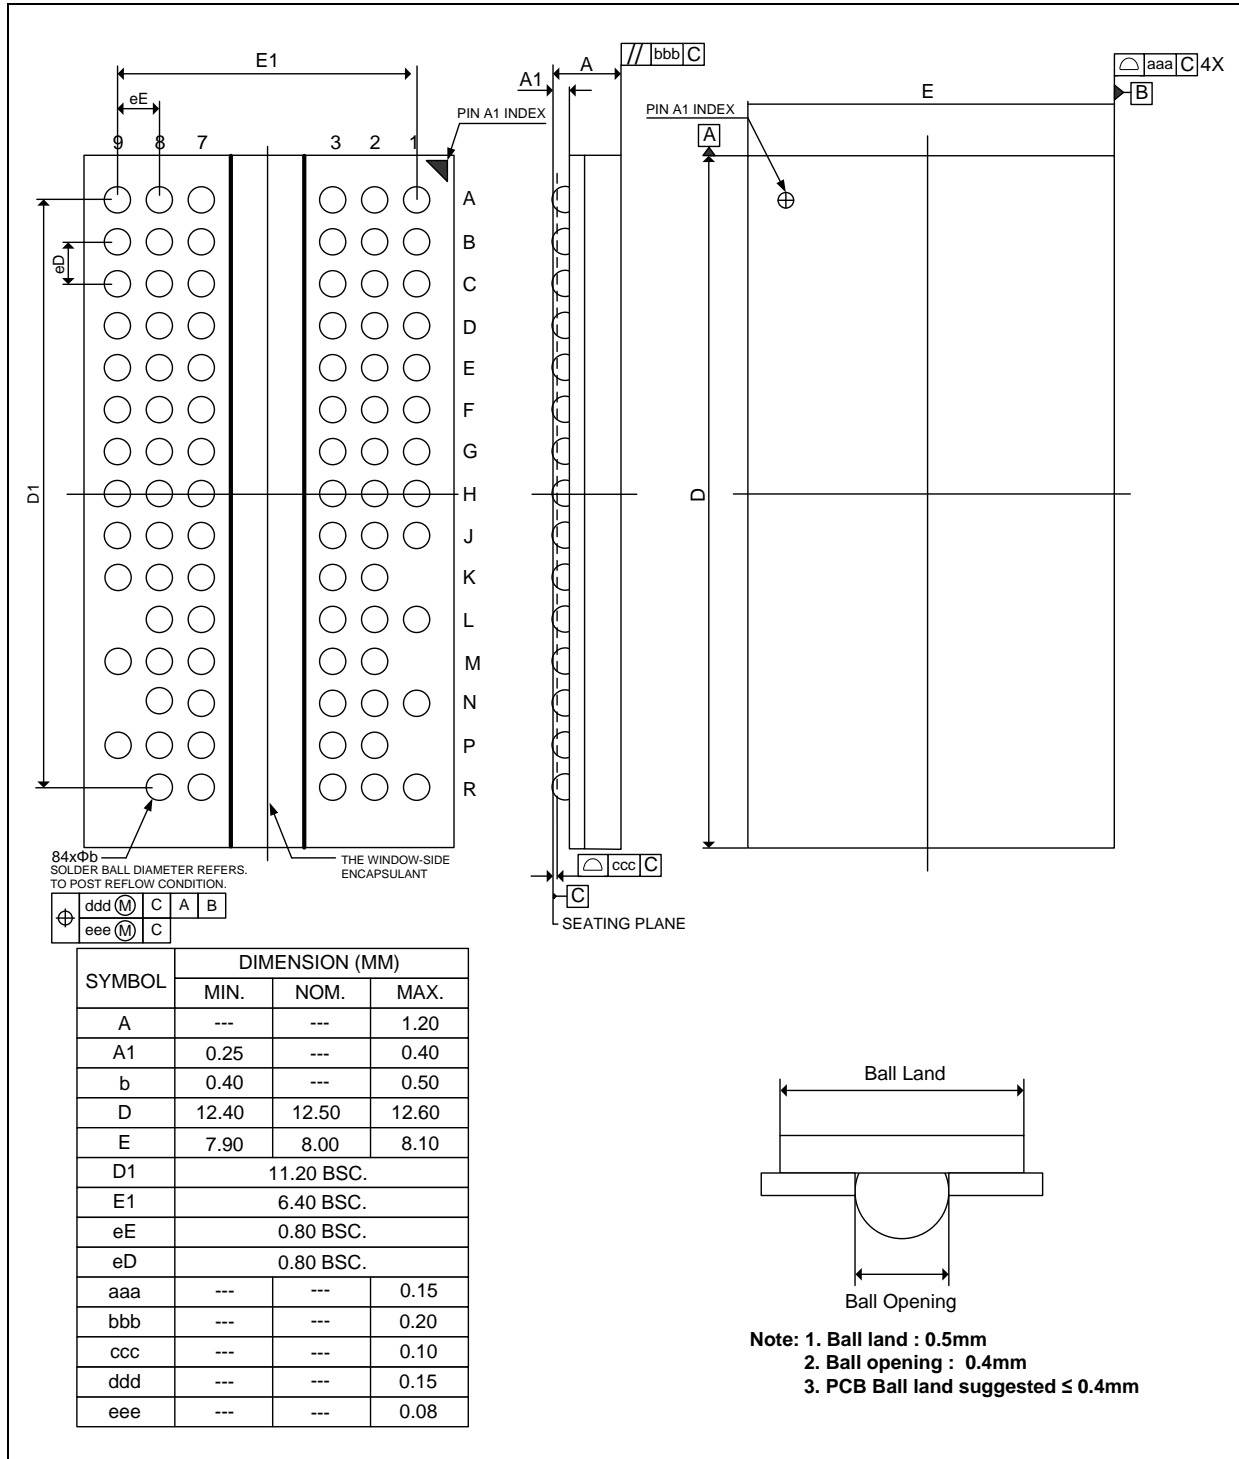 E1
eE
9 8 7 3 2 1
PIN A1 INDEX
A
B
C
D
E
F
G
H
J
K
L
M
N
P
R
eD
D1
84xΦb
SOLDER BALL DIAMETER REFERS.
TO POST REFLOW CONDITION.
ddd Ⓜ C A B
eee Ⓜ C
THE WINDOW-SIDE
ENCAPSULANT
// bbb C
A
A1
ccc C
C
SEATING PLANE
aaa C 4X
B
E
PIN A1 INDEX
A
D
SYMBOL DIMENSION (MM)
MIN. NOM. MAX.
A --- --- 1.20
A1 0.25 --- 0.40
b 0.40 --- 0.50
D 12.40 12.50 12.60
E 7.90 8.00 8.10
D1 11.20 BSC.
E1 6.40 BSC.
eE 0.80 BSC.
eD 0.80 BSC.
aaa --- --- 0.15
bbb --- --- 0.20
ccc --- --- 0.10
ddd --- --- 0.15
eee --- --- 0.08
Ball Land
Ball Opening
Note: 1. Ball land : 0.5mm
2. Ball opening : 0.4mm
3. PCB Ball land suggested ≤ 0.4mm